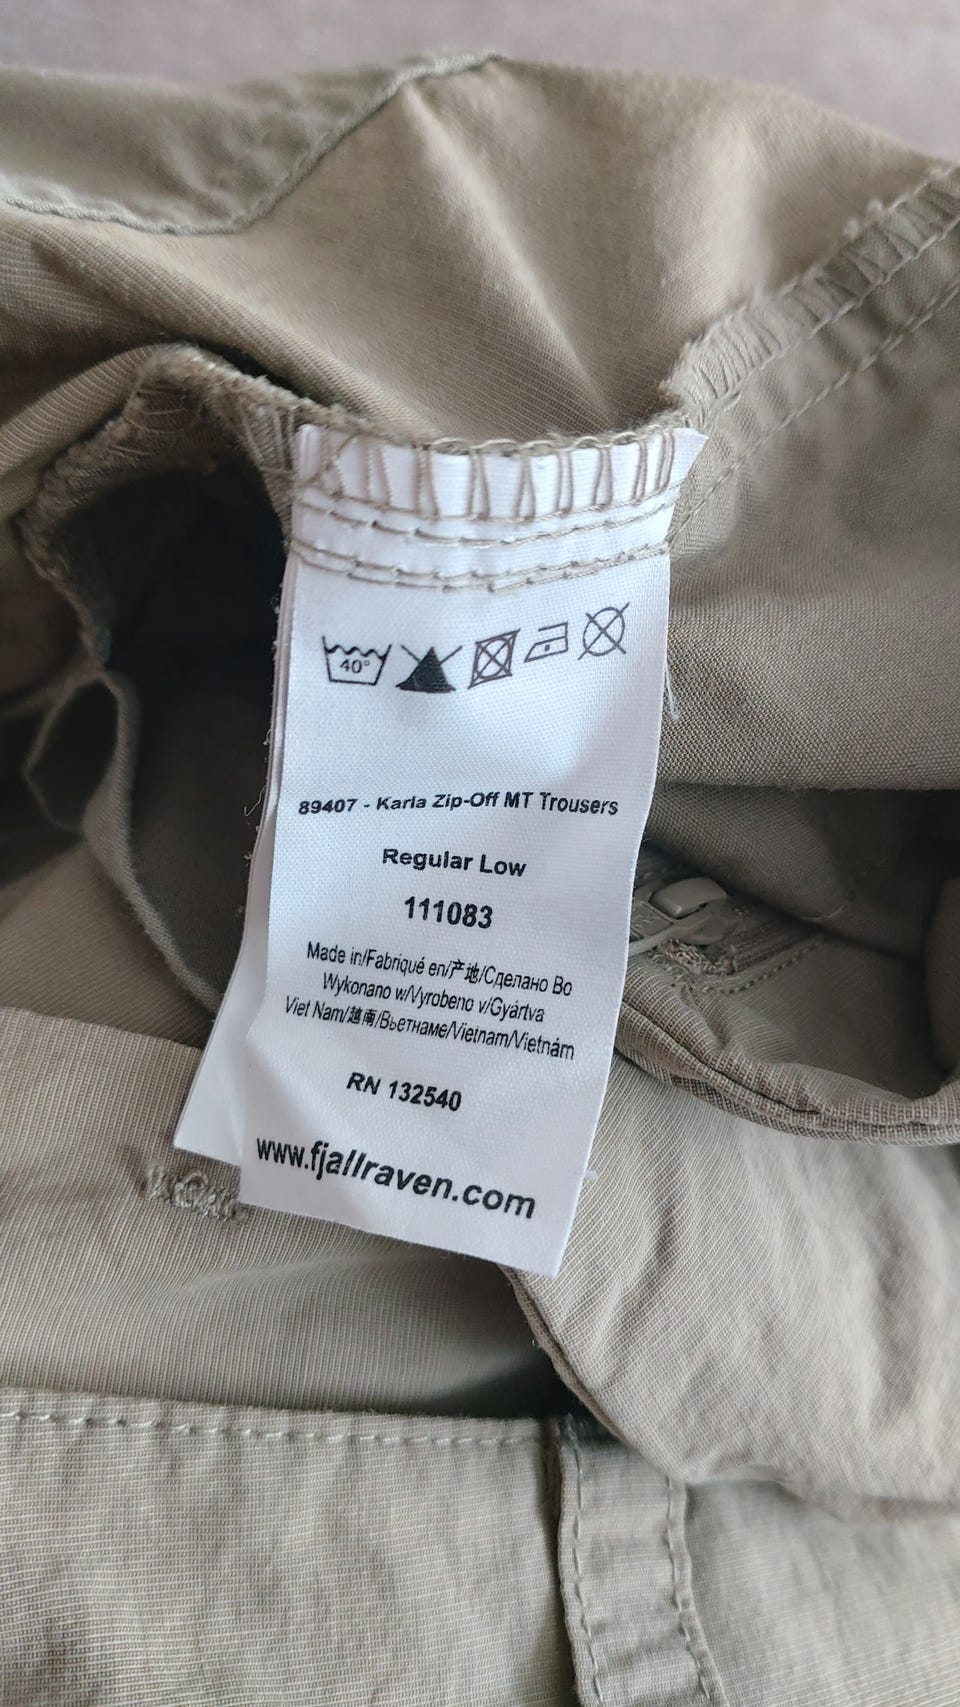 40°
89407 - Karla Zip-Off MT Trousers
Regular Low
111083
Made in/Fabriqué en/产地/Сделано Во
Wykonano w/Vyrobeno v/Gyártva
Viet Nam/越南/Вьетнаме/Vietnam/Vietnám
RN 132540
www.fjallraven.com